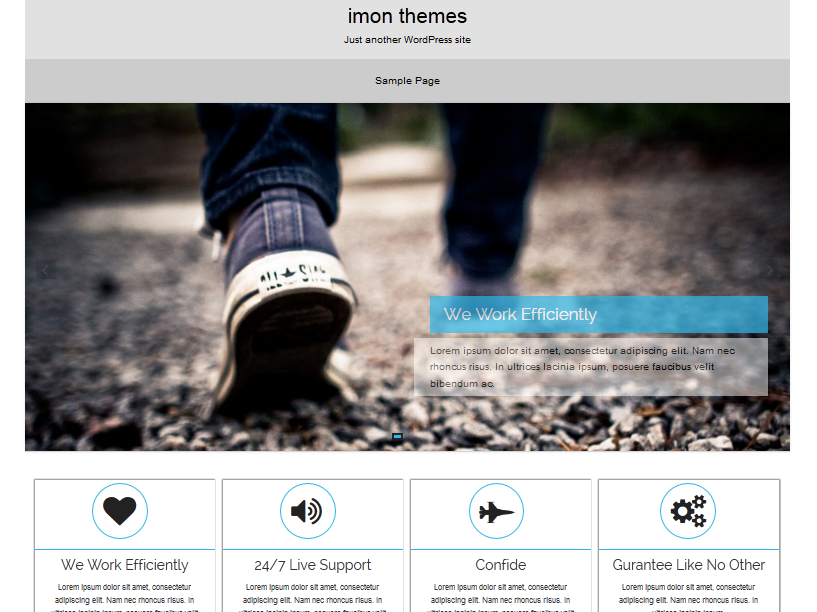 imon themes
Just another WordPress site
Sample Page
ALL STAR
We Work Efficiently
Lorem ipsum dolor sit amet, consectetur adipiscing elit. Nam nec
rhoncus risus. In ultrices lacinia ipsum, posuere faucibus velit
bibendum ac.
We Work Efficiently
Lorem ipsum dolor sit amet, consectetur
adipiscing elit. Nam nec rhoncus risus. In
24/7 Live Support
Lorem ipsum dolor sit amet, consectetur
adipiscing elit. Nam nec rhoncus risus. In
Confide
Lorem ipsum dolor sit amet, consectetur
adipiscing elit. Nam nec rhoncus risus. In
Gurantee Like No Other
Lorem ipsum dolor sit amet, consectetur
adipiscing elit. Nam nec rhoncus risus. In